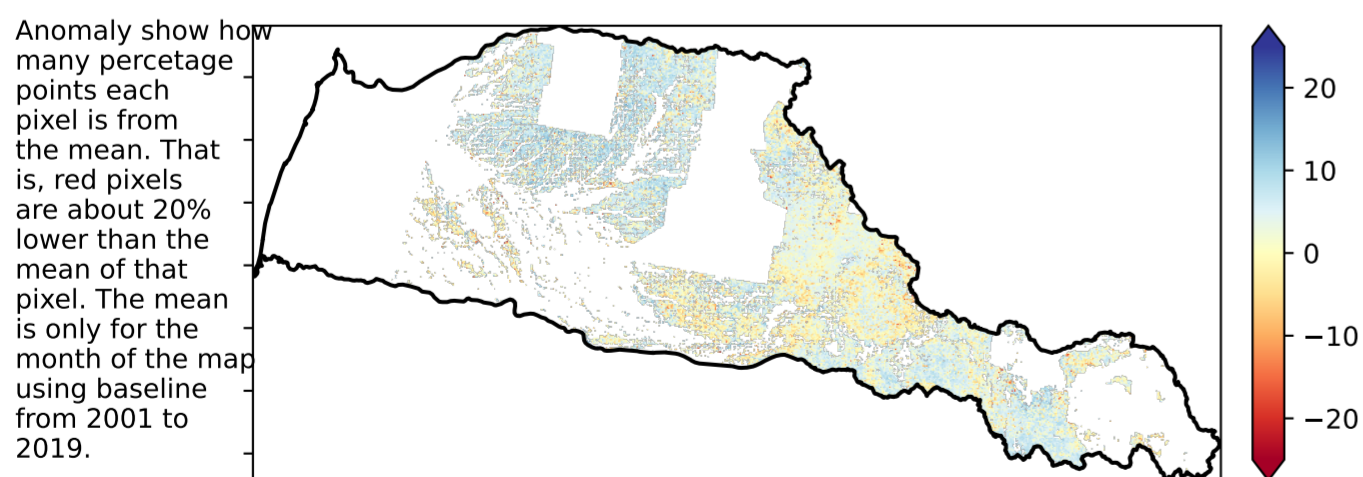 Anomaly show how
many percetage
points each
pixel is from
the mean. That
is, red pixels
are about 20%
lower than the
mean of that
pixel. The mean
is only for the
month of the map
using baseline
from 2001 to
2019.
20
10
0
−10
−20